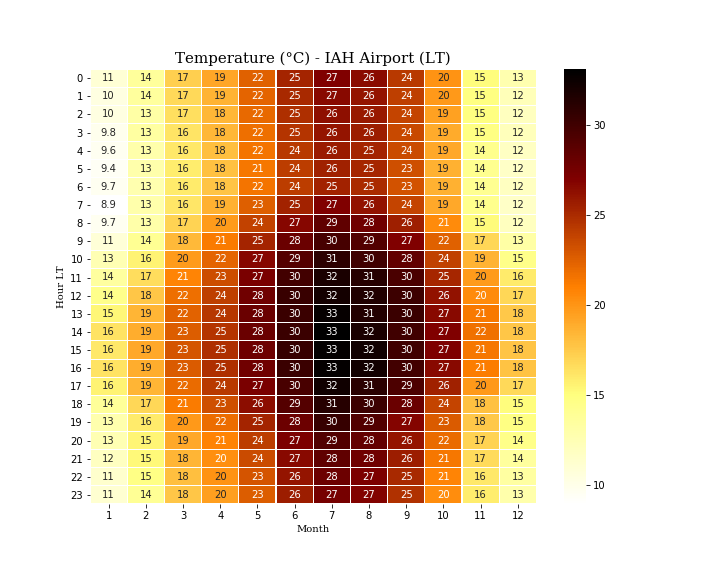 Temperature (°C) - IAH Airport (LT)
0 11 14 17 19 22 25 27 26 24 20 15 13
1 10 14 17 19 22 25 27 26 24 20 15 12
2 10 13 17 18 22 25 26 26 24 19 15 12
3 9.8 13 16 18 22 25 26 26 24 19 15 12
4 9.6 13 16 18 22 24 26 25 24 19 14 12
5 9.4 13 16 18 21 24 26 25 23 19 14 12
6 9.7 13 16 18 22 24 25 25 23 19 14 12
7 8.9 13 16 19 23 25 27 26 24 19 14 12
8 9.7 13 17 20 24 27 29 28 26 21 15 12
9 11 14 18 21 25 28 30 29 27 22 17 13
10 13 16 20 22 27 29 31 30 28 24 19 15
11 14 17 21 23 27 30 32 31 30 25 20 16
12 14 18 22 24 28 30 32 32 30 26 20 17
13 15 19 22 24 28 30 33 31 30 27 21 18
14 16 19 23 25 28 30 33 32 30 27 22 18
15 16 19 23 25 28 30 33 32 30 27 21 18
16 16 19 23 25 28 30 33 32 30 27 21 18
17 16 19 22 24 27 30 32 31 29 26 20 17
18 14 17 21 23 26 29 31 30 28 24 18 15
19 13 16 20 22 25 28 30 29 27 23 18 15
20 13 15 19 21 24 27 29 28 26 22 17 14
21 12 15 18 20 24 27 28 28 26 21 17 14
22 11 15 18 20 23 26 28 27 25 21 16 13
23 11 14 18 20 23 26 27 27 25 20 16 13
1 2 3 4 5 6 7 8 9 10 11 12
Month
Hour LT
30
25
20
15
10